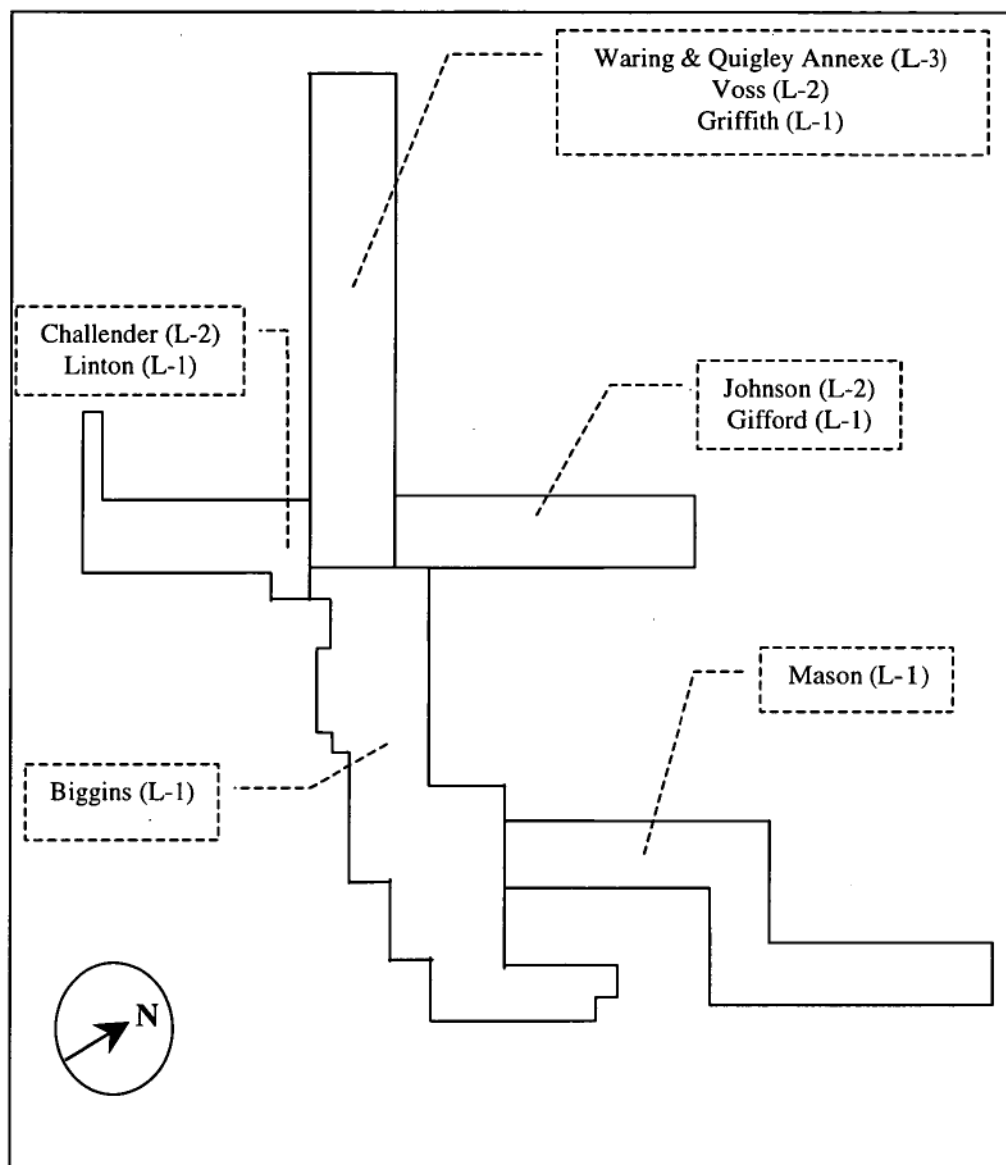 Waring & Quigley Annexe (L-3)
Voss (L-2)
Griffith (L-1)
Challender (L-2)
Linton (L-1)
Johnson (L-2)
Gifford (L-1)
Mason (L-1)
Biggins (L-1)
N